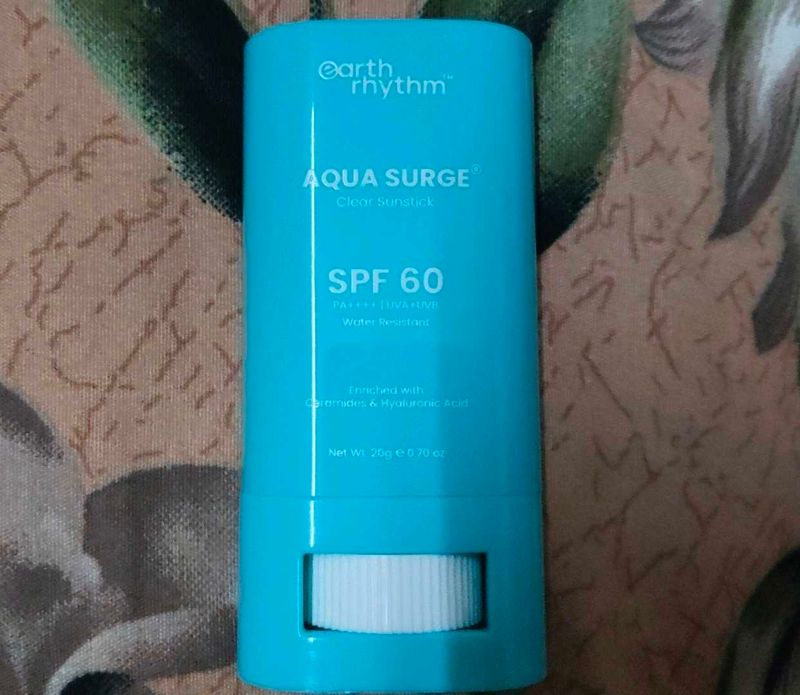 earth
rhythm™
AQUA SURGE®
Clear Sunstick
SPF 60
PA++++ | UVA+UVB
Water Resistant
Enriched with
Ceramides & Hyaluronic Acid
Net Wt. 20g e 0.70 oz